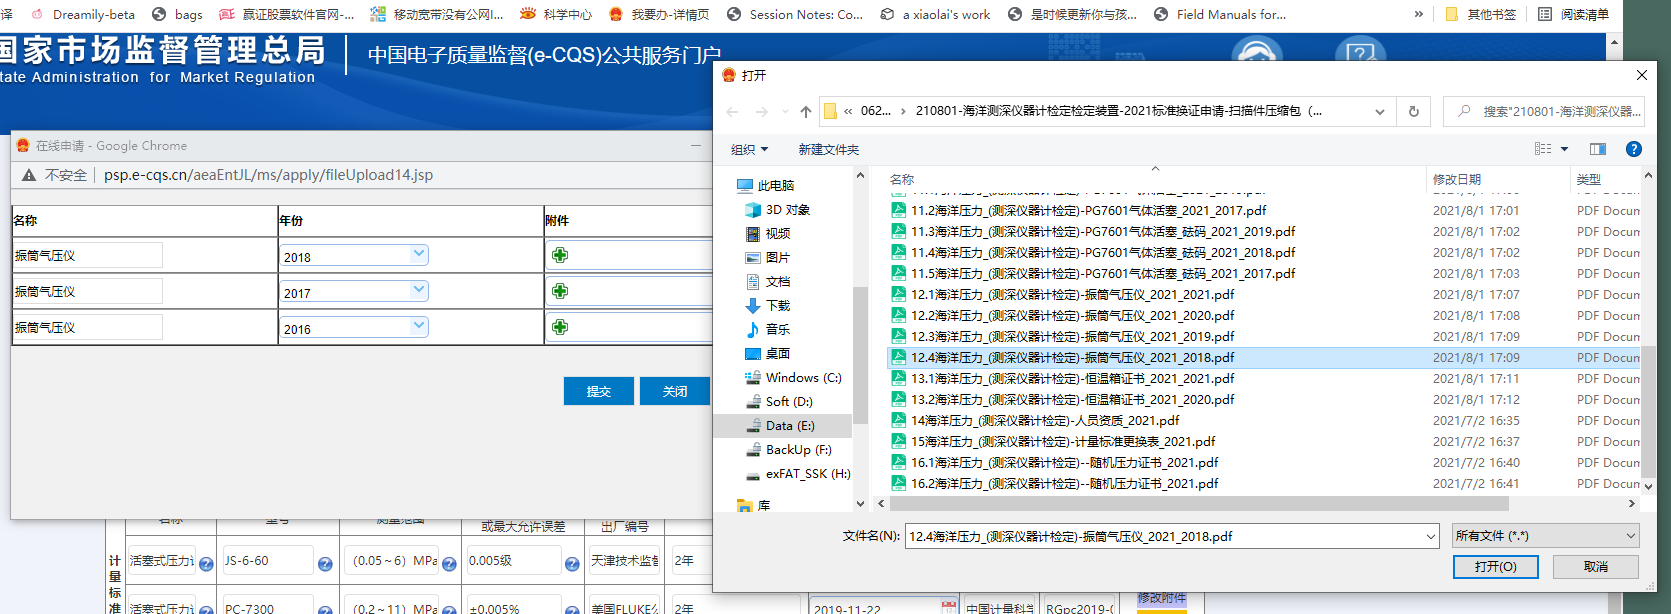 译 Dreamily-beta bags 赢证股票软件官网-... 移动宽带没有公网I... 科学中心 我要办-详情页 Session Notes: Co... a xiaolai's work 是时候更新你与孩... Field Manuals for... » 其他书签 阅读清单
国家市场监督管理总局 中国电子质量监督(e-CQS)公共服务门户
tate Administration for Market Regulation
在线申请 - Google Chrome
不安全 psp.e-cqs.cn/aeaEntJL/ms/apply/fileUpload14.jsp
名称 年份 附件
振筒气压仪 2018
振筒气压仪 2017
振筒气压仪 2016
提交 关闭
打开
« 062... › 210801-海洋测深仪器计检定检定装置-2021标准换证申请-扫描件压缩包（...
搜索"210801-海洋测深仪器...
组织 新建文件夹
此电脑
3D 对象
视频
图片
文档
下载
音乐
桌面
Windows (C:)
Soft (D:)
Data (E:)
BackUp (F:)
exFAT_SSK (H:)
库
名称 修改日期 类型
11.2海洋压力_(测深仪器计检定)-PG7601气体活塞_2021_2017.pdf 2021/8/1 17:01 PDF Docum
11.3海洋压力_(测深仪器计检定)-PG7601气体活塞_砝码_2021_2019.pdf 2021/8/1 17:02 PDF Docum
11.4海洋压力_(测深仪器计检定)-PG7601气体活塞_砝码_2021_2018.pdf 2021/8/1 17:02 PDF Docum
11.5海洋压力_(测深仪器计检定)-PG7601气体活塞_砝码_2021_2017.pdf 2021/8/1 17:03 PDF Docum
12.1海洋压力_(测深仪器计检定)-振筒气压仪_2021_2021.pdf 2021/8/1 17:07 PDF Docum
12.2海洋压力_(测深仪器计检定)-振筒气压仪_2021_2020.pdf 2021/8/1 17:08 PDF Docum
12.3海洋压力_(测深仪器计检定)-振筒气压仪_2021_2019.pdf 2021/8/1 17:09 PDF Docum
12.4海洋压力_(测深仪器计检定)-振筒气压仪_2021_2018.pdf 2021/8/1 17:09 PDF Docum
13.1海洋压力_(测深仪器计检定)-恒温箱证书_2021_2021.pdf 2021/8/1 17:11 PDF Docum
13.2海洋压力_(测深仪器计检定)-恒温箱证书_2021_2020.pdf 2021/8/1 17:12 PDF Docum
14海洋压力_(测深仪器计检定)-人员资质_2021.pdf 2021/7/2 16:35 PDF Docum
15海洋压力_(测深仪器计检定)-计量标准更换表_2021.pdf 2021/7/2 16:37 PDF Docum
16.1海洋压力_(测深仪器计检定)--随机压力证书_2021.pdf 2021/7/2 16:40 PDF Docum
16.2海洋压力_(测深仪器计检定)--随机压力证书_2021.pdf 2021/7/2 16:41 PDF Docum
文件名(N): 12.4海洋压力_(测深仪器计检定)-振筒气压仪_2021_2018.pdf 所有文件 (*.*)
打开(O) 取消
或最大允许误差 出厂编号
计量标准
活塞式压力计 JS-6-60 （0.05～6）MPa 0.005级 天津技术监督 2年
活塞式压力计 PC-7300 （0.2～11）MPa ±0.005% 美国FLUKE公 2年 2019-11-22 中国计量科学 RGpc2019-0 修改附件